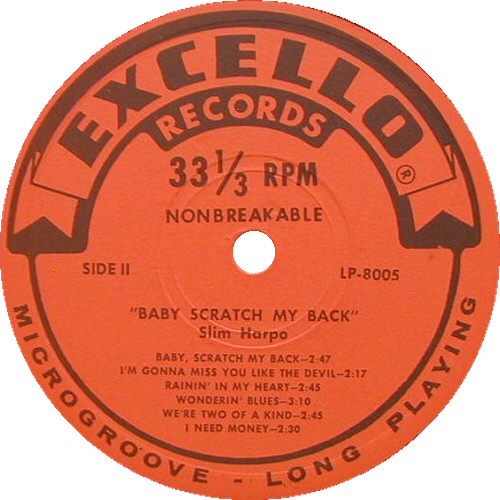 EXCELLO
®
RECORDS
33 1/3 RPM
NONBREAKABLE
SIDE II
LP-8005
"BABY SCRATCH MY BACK"
Slim Harpo
BABY, SCRATCH MY BACK—2:47
I'M GONNA MISS YOU LIKE THE DEVIL—2:17
RAININ' IN MY HEART—2:45
WONDERIN' BLUES—3:10
WE'RE TWO OF A KIND—2:45
I NEED MONEY—2:30
MICROGROOVE - LONG PLAYING